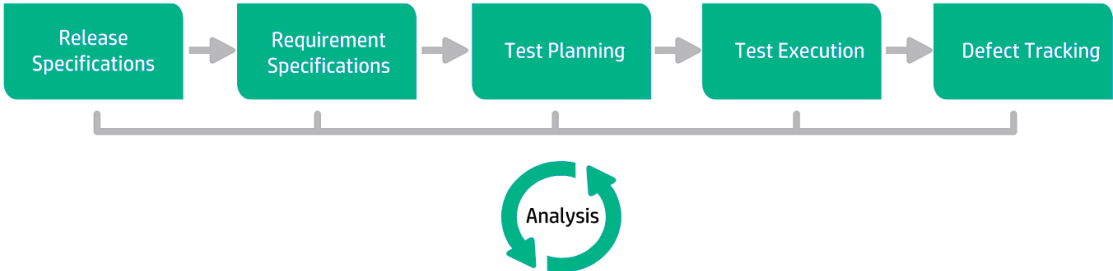 Release
Specifications
Requirement
Specifications
Test Planning
Test Execution
Defect Tracking
Analysis